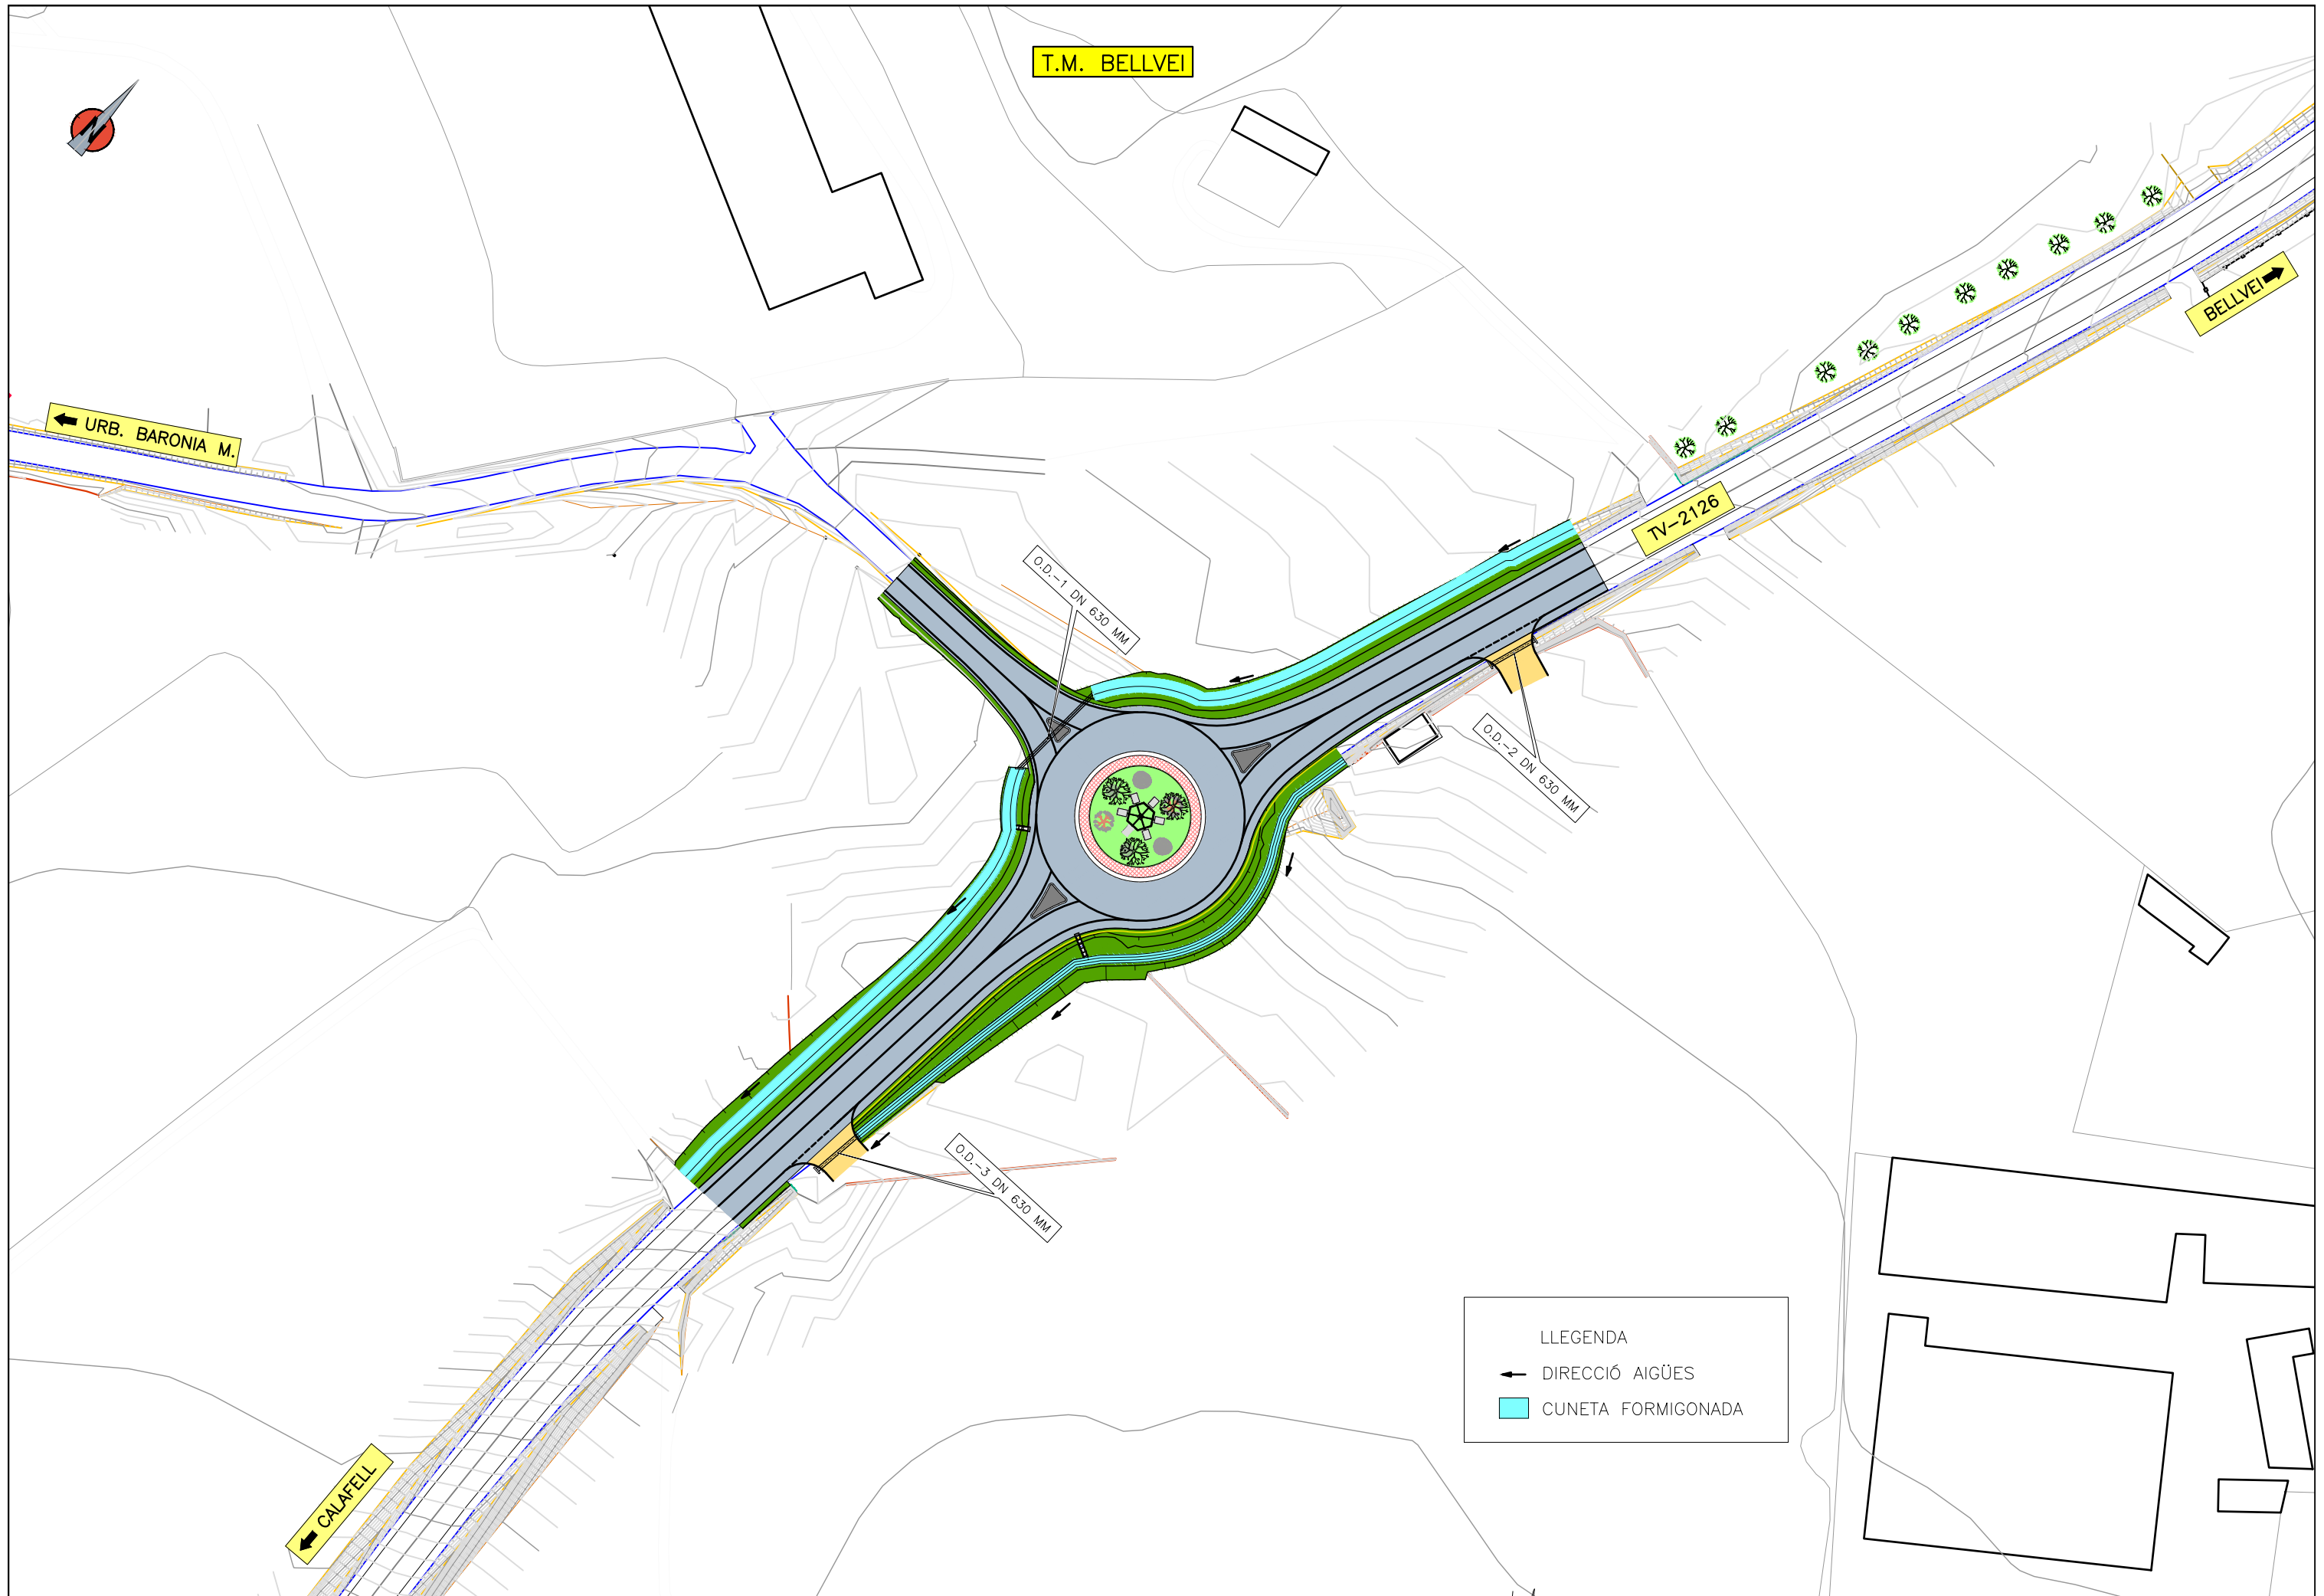 T.M. BELLVEI
N
BELLVEI
URB. BARONIA M.
TV-2126
O.D.-1 DN 630 MM
O.D.-2 DN 630 MM
O.D.-3 DN 630 MM
LLEGENDA
DIRECCIÓ AIGÜES
CUNETA FORMIGONADA
CALAFELL